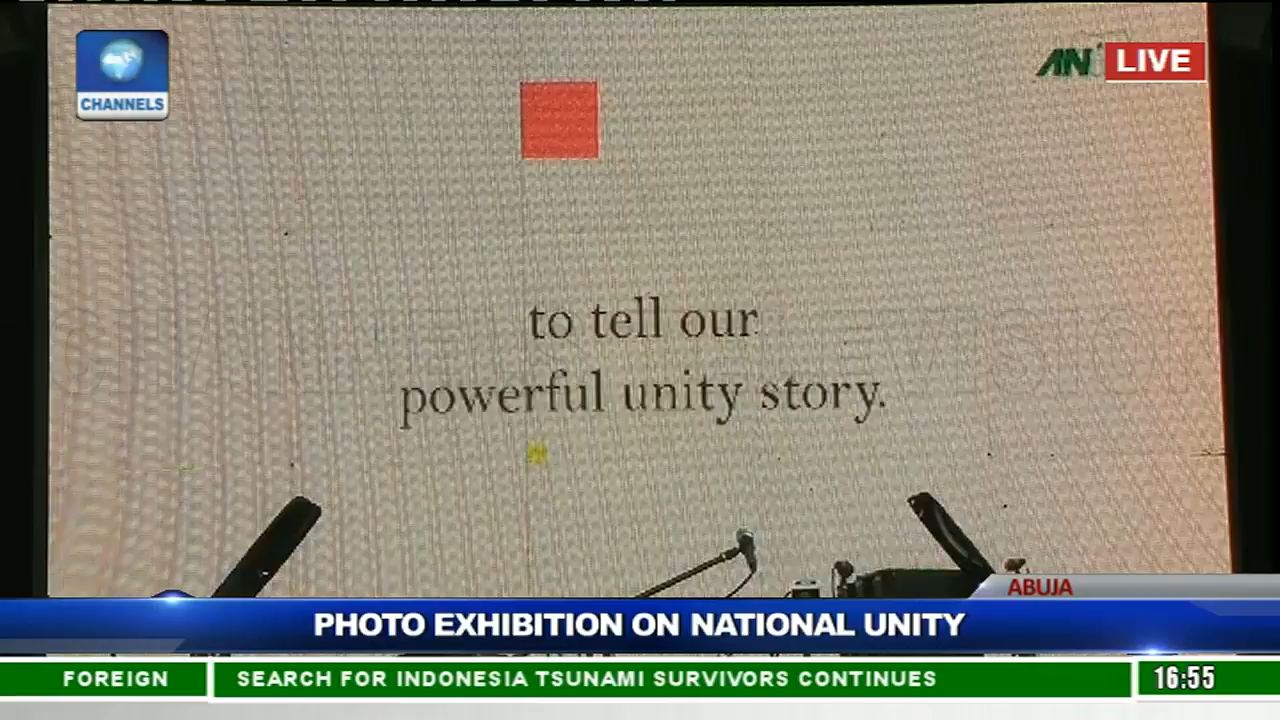 CHANNELS
AN
LIVE
to tell our
powerful unity story.
ABUJA
PHOTO EXHIBITION ON NATIONAL UNITY
FOREIGN
SEARCH FOR INDONESIA TSUNAMI SURVIVORS CONTINUES
16:55